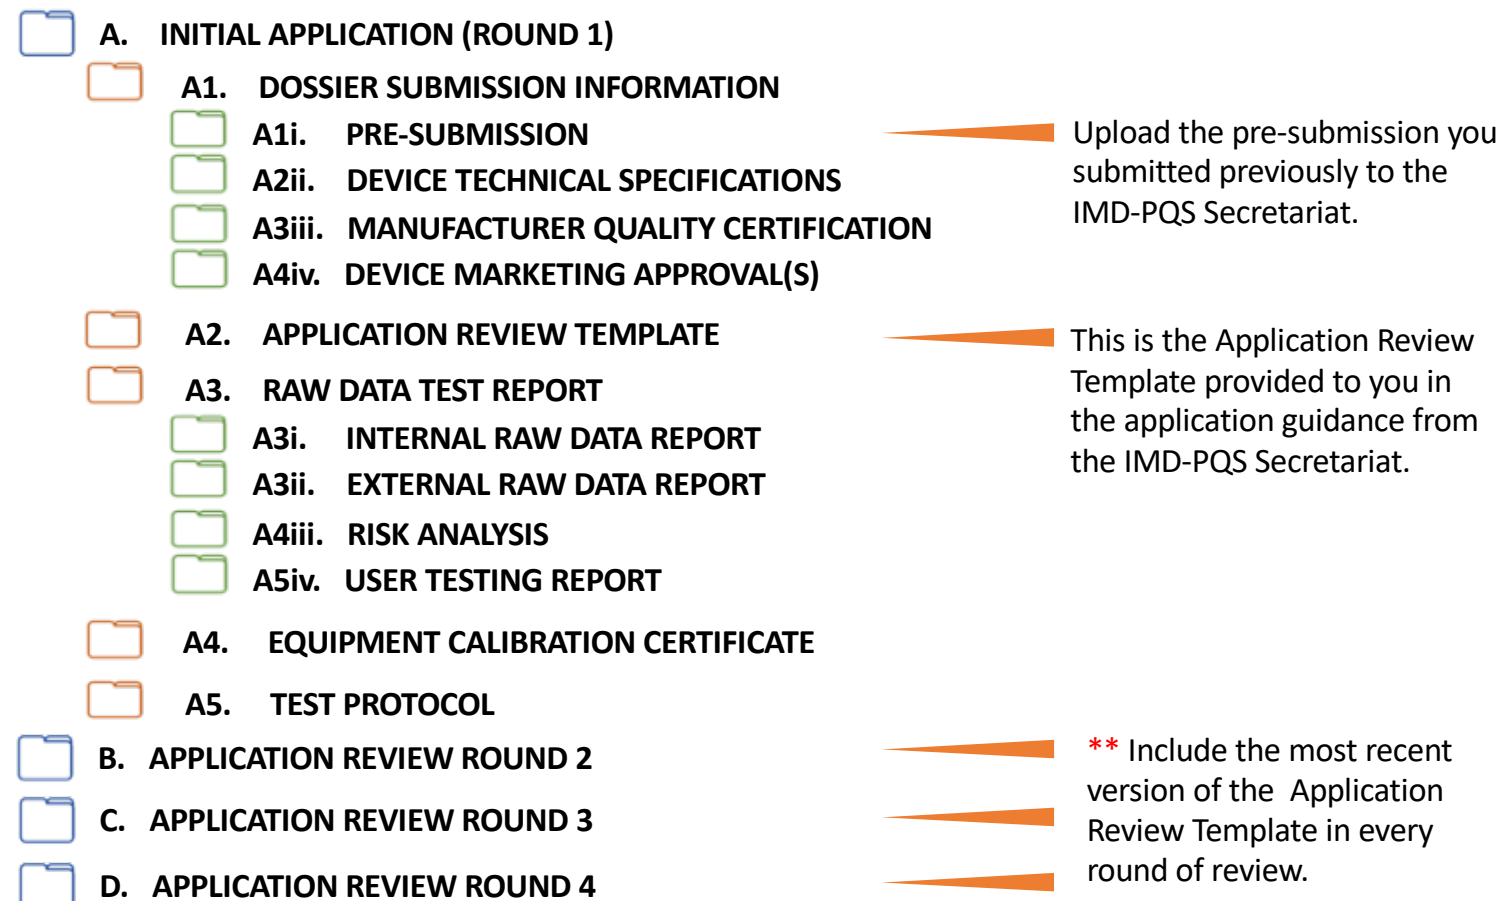 A. INITIAL APPLICATION (ROUND 1)
A1. DOSSIER SUBMISSION INFORMATION
A1i. PRE-SUBMISSION
A2ii. DEVICE TECHNICAL SPECIFICATIONS
A3iii. MANUFACTURER QUALITY CERTIFICATION
A4iv. DEVICE MARKETING APPROVAL(S)
Upload the pre-submission you
submitted previously to the
IMD-PQS Secretariat.
A2. APPLICATION REVIEW TEMPLATE
A3. RAW DATA TEST REPORT
A3i. INTERNAL RAW DATA REPORT
A3ii. EXTERNAL RAW DATA REPORT
A4iii. RISK ANALYSIS
A5iv. USER TESTING REPORT
This is the Application Review
Template provided to you in
the application guidance from
the IMD-PQS Secretariat.
A4. EQUIPMENT CALIBRATION CERTIFICATE
A5. TEST PROTOCOL
B. APPLICATION REVIEW ROUND 2
C. APPLICATION REVIEW ROUND 3
D. APPLICATION REVIEW ROUND 4
** Include the most recent
version of the Application
Review Template in every
round of review.